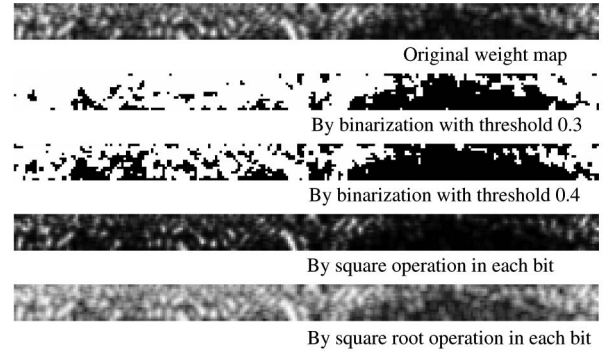 Original weight map
By binarization with threshold 0.3
By binarization with threshold 0.4
By square operation in each bit
By square root operation in each bit